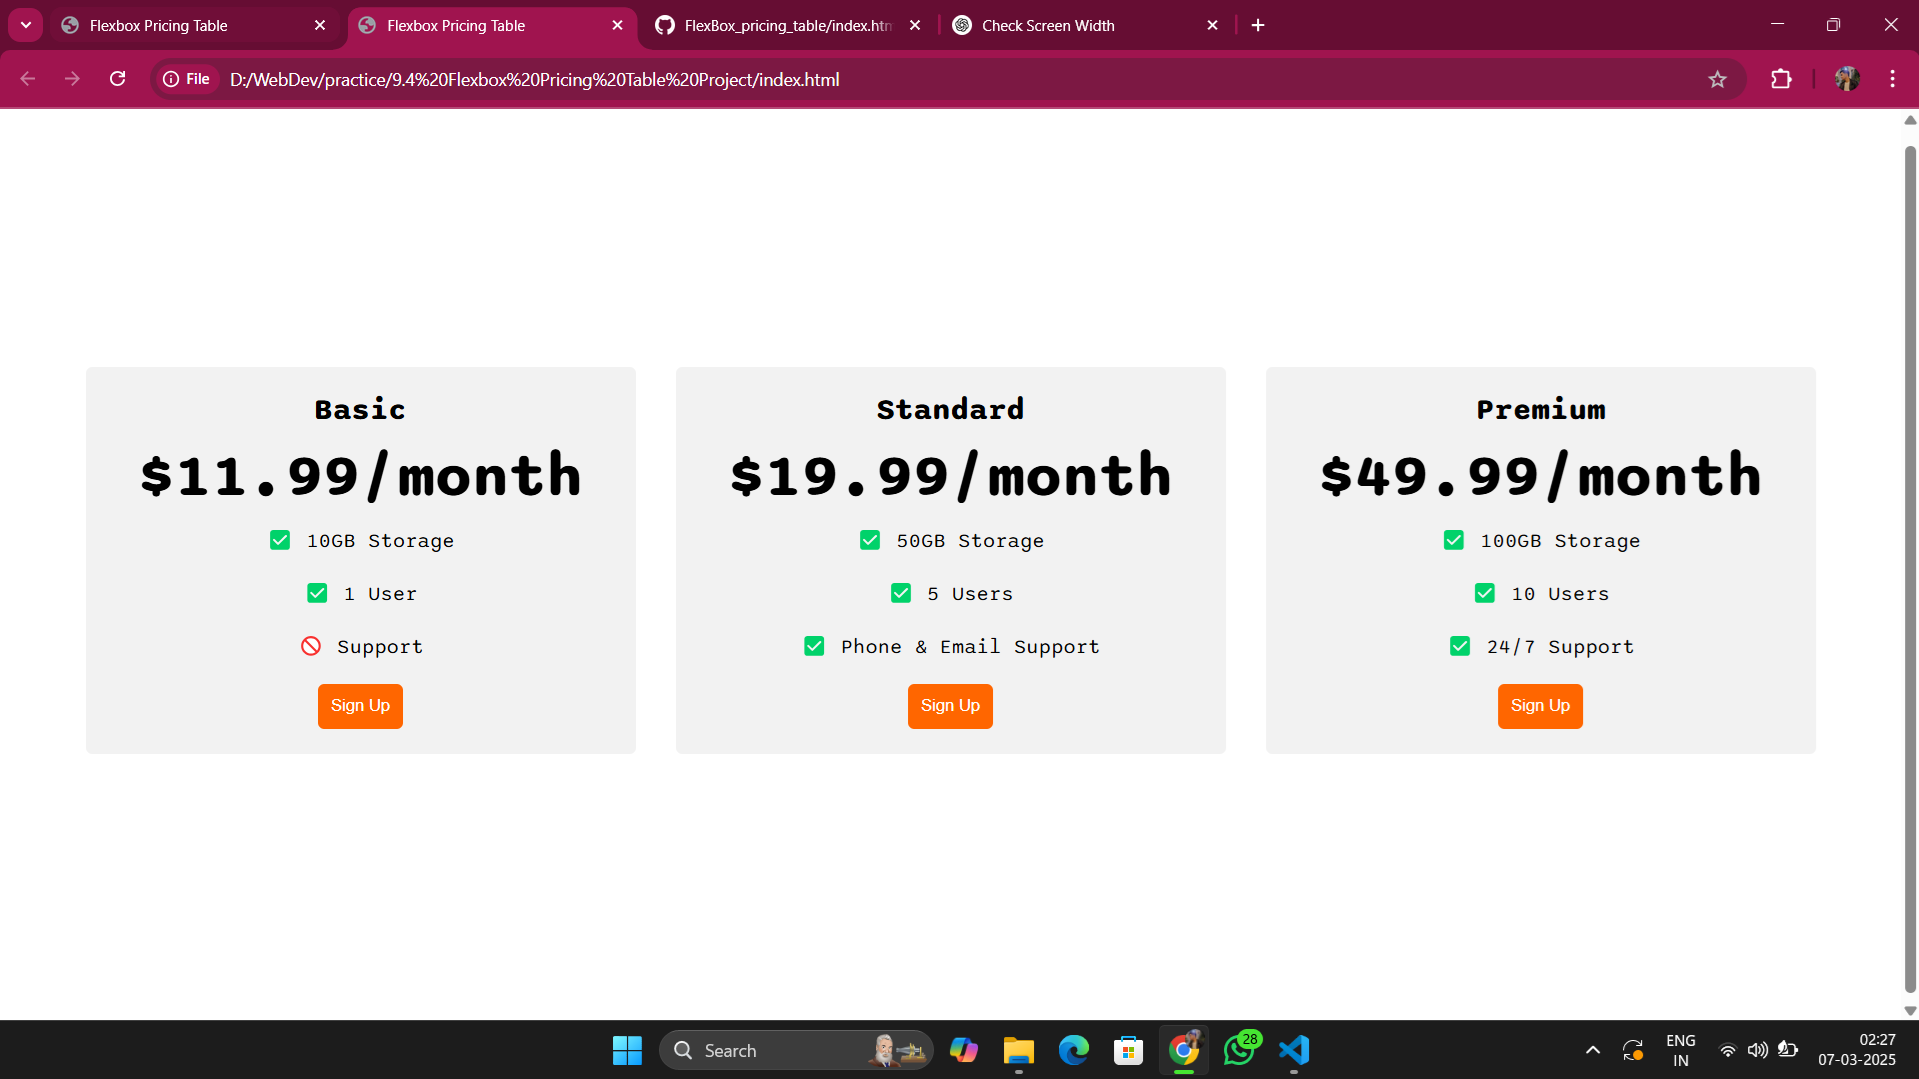 Flexbox Pricing Table
Flexbox Pricing Table
FlexBox_pricing_table/index.htm
Check Screen Width
File
D:/WebDev/practice/9.4%20Flexbox%20Pricing%20Table%20Project/index.html
Basic
$11.99/month
10GB Storage
1 User
Support
Sign Up
Standard
$19.99/month
50GB Storage
5 Users
Phone & Email Support
Sign Up
Premium
$49.99/month
100GB Storage
10 Users
24/7 Support
Sign Up
Search
28
ENG
IN
02:27
07-03-2025